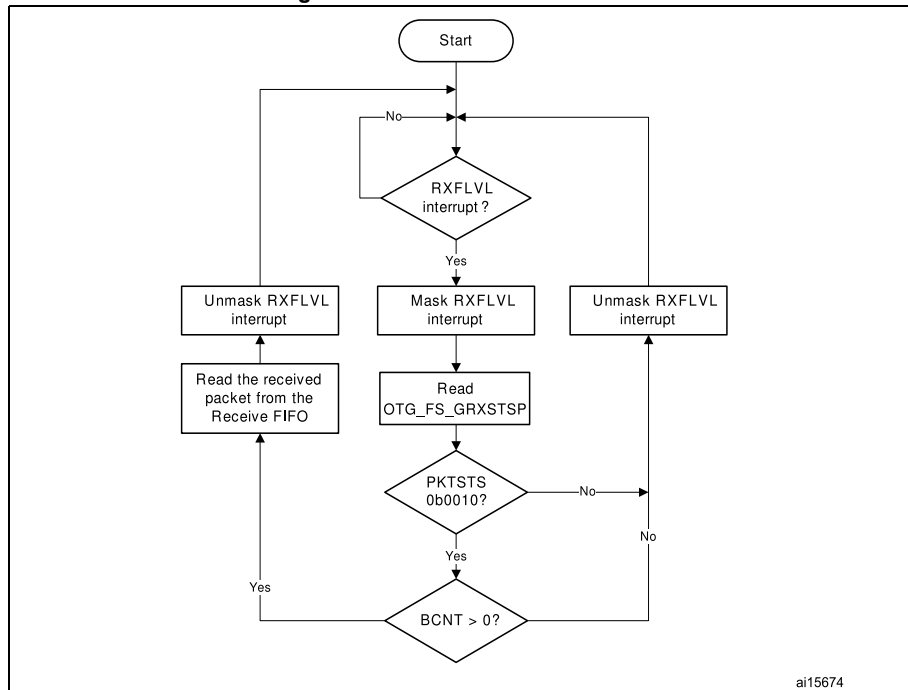 Start
No
RXFLVL
interrupt?
Yes
Unmask RXFLVL
interrupt
Mask RXFLVL
interrupt
Unmask RXFLVL
interrupt
Read the received
packet from the
Receive FIFO
Read
OTG_FS_GRXSTSP
PKTSTS
0b0010?
No
No
Yes
Yes
BCNT > 0?
ai15674